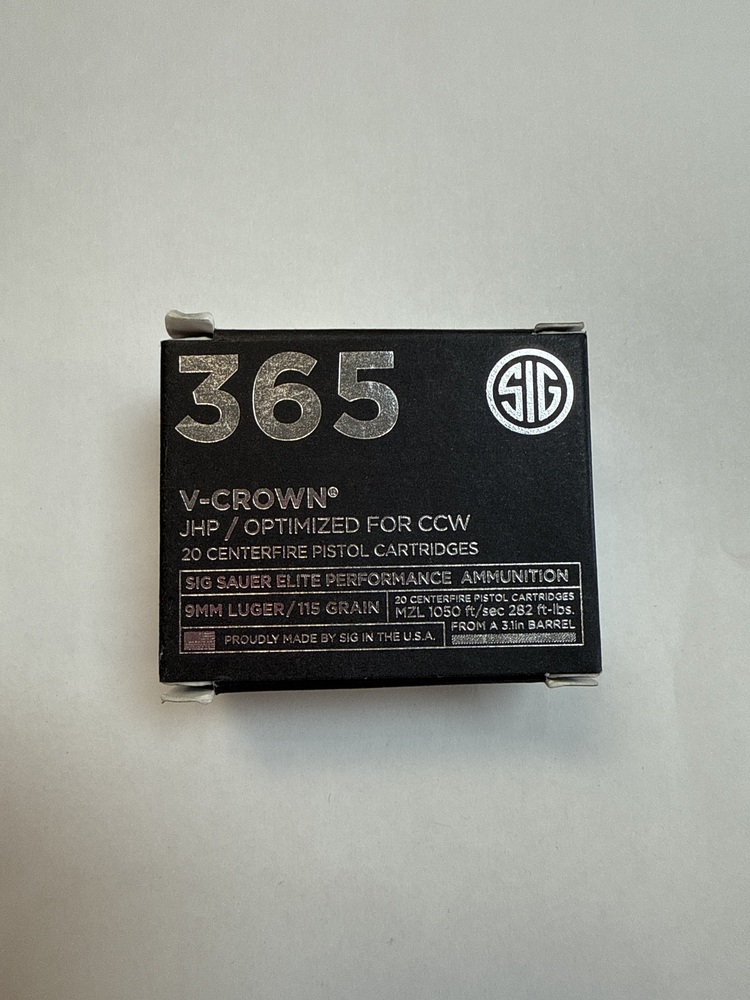 365
SIG
V-CROWN®
JHP / OPTIMIZED FOR CCW
20 CENTERFIRE PISTOL CARTRIDGES
SIG SAUER ELITE PERFORMANCE AMMUNITION
9MM LUGER/115 GRAIN
20 CENTERFIRE PISTOL CARTRIDGES
MZL 1050 ft/sec 282 ft-lbs.
FROM A 3.1in BARREL
PROUDLY MADE BY SIG IN THE U.S.A.